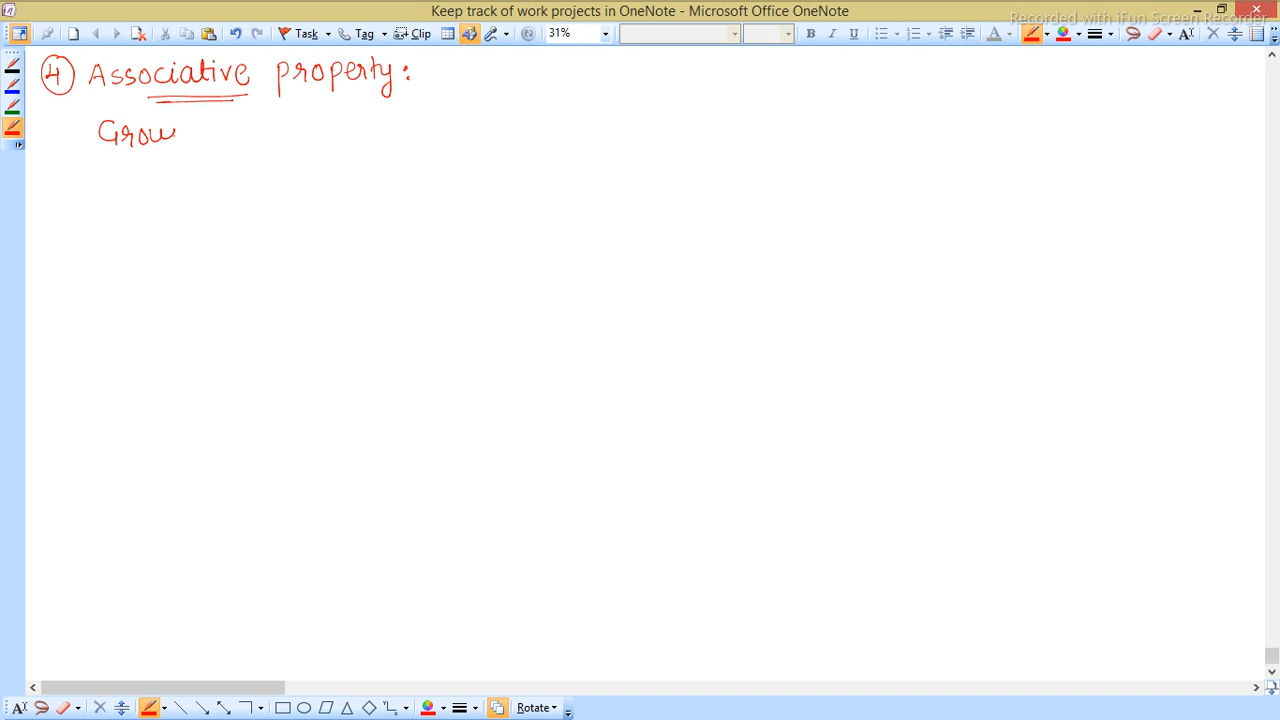 Keep track of work projects in OneNote - Microsoft Office OneNote
Recorded with iFun Screen Recorder
Task Tag Clip 31% B I U A
④ Associative property:
Grou
Rotate